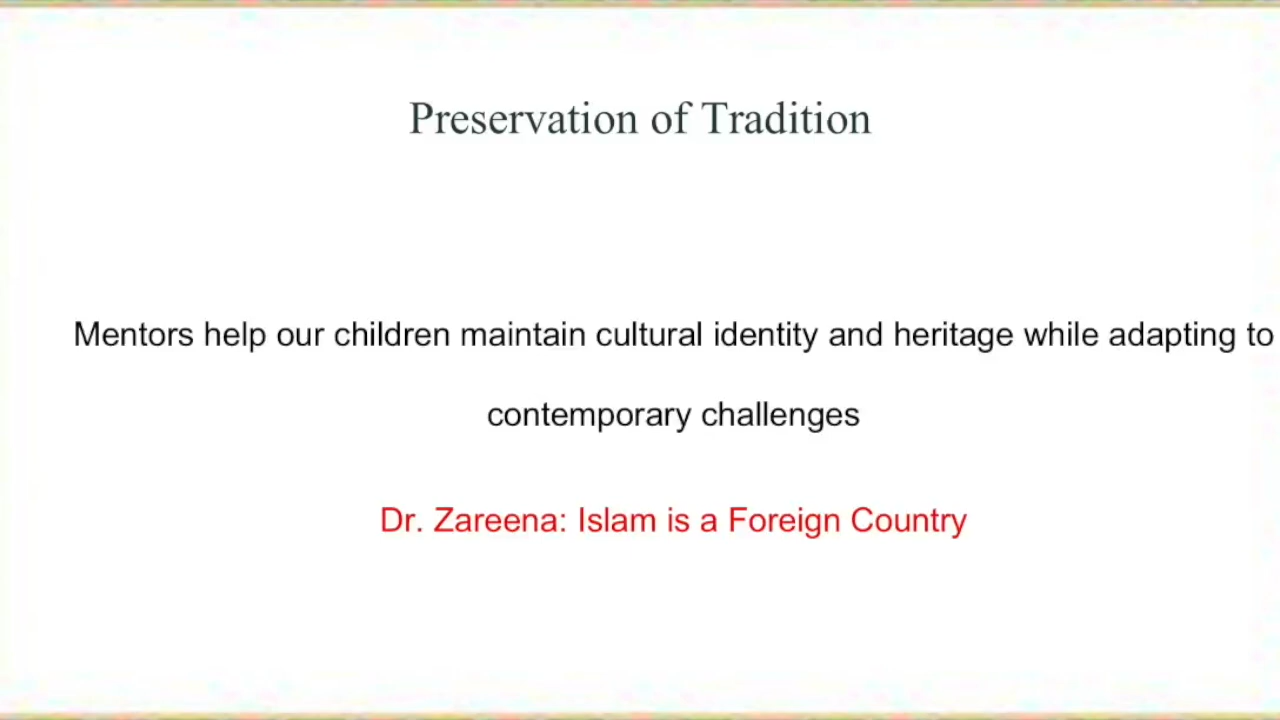 Preservation of Tradition
Mentors help our children maintain cultural identity and heritage while adapting to
contemporary challenges
Dr. Zareena: Islam is a Foreign Country